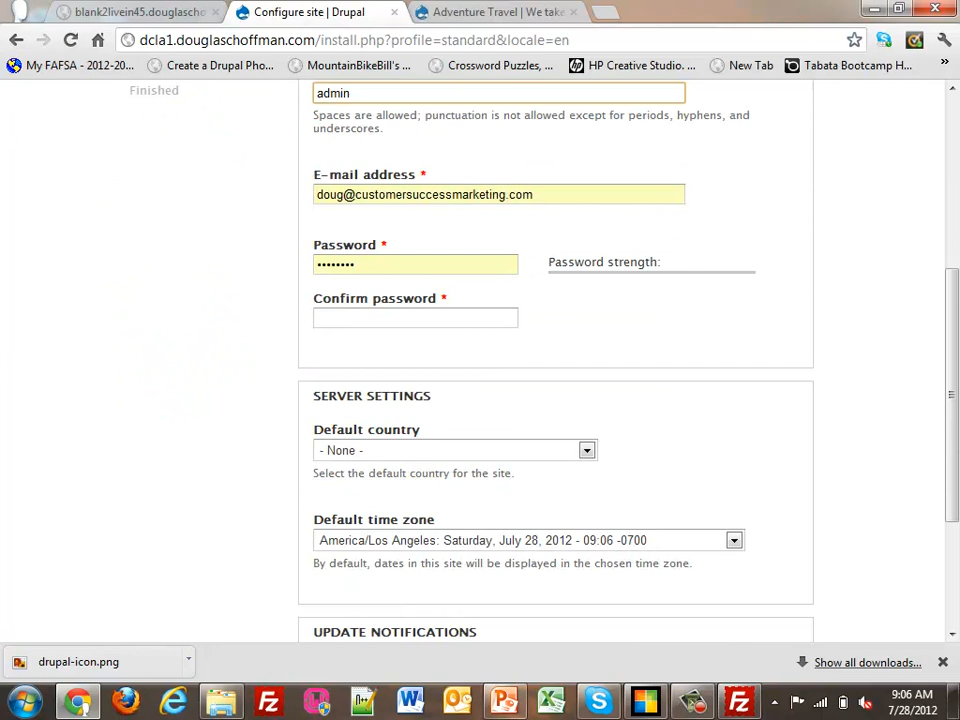 blank2livein45.douglascho
Configure site | Drupal
Adventure Travel | We take
dcla1.douglaschoffman.com/install.php?profile=standard&locale=en
My FAFSA - 2012-20...
Create a Drupal Pho...
MountainBikeBill's ...
Crossword Puzzles, ...
HP Creative Studio. ...
New Tab
Tabata Bootcamp H...
Finished
admin
Spaces are allowed; punctuation is not allowed except for periods, hyphens, and
underscores.
E-mail address *
doug@customersuccessmarketing.com
Password *
••••••••
Password strength:
Confirm password *
SERVER SETTINGS
Default country
- None -
Select the default country for the site.
Default time zone
America/Los Angeles: Saturday, July 28, 2012 - 09:06 -0700
By default, dates in this site will be displayed in the chosen time zone.
UPDATE NOTIFICATIONS
drupal-icon.png
Show all downloads...
9:06 AM
7/28/2012